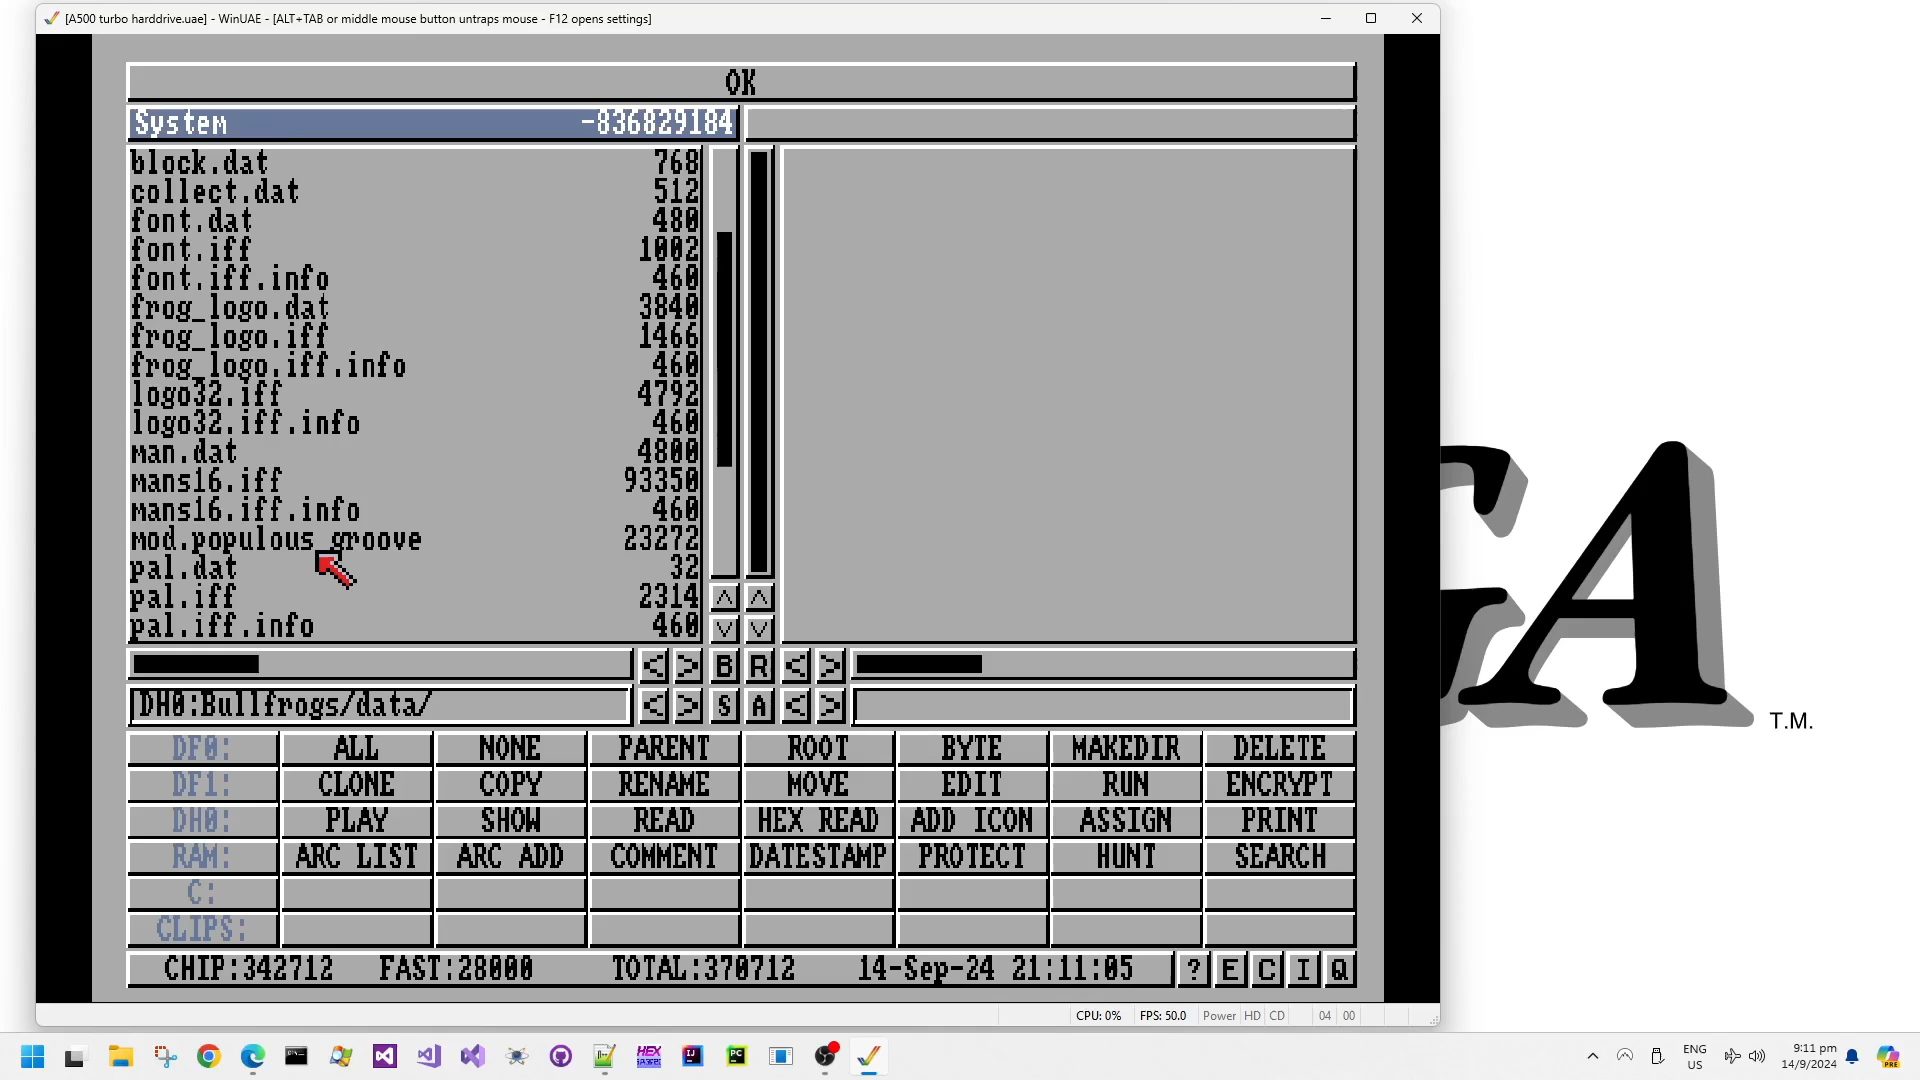 [A500 turbo harddrive.uae] - WinUAE - [ALT+TAB or middle mouse button untraps mouse - F12 opens settings]
OK
System -836829184
block.dat 768
collect.dat 512
font.dat 480
font.iff 1002
font.iff.info 460
frog_logo.dat 3840
frog_logo.iff 1466
frog_logo.iff.info 460
logo32.iff 4792
logo32.iff.info 460
man.dat 4800
mans16.iff 93350
mans16.iff.info 460
mod.populous_groove 23272
pal.dat 32
pal.iff 2314
pal.iff.info 460
< > B R < >
DH0:Bullfrogs/data/ < > S A < >
DF0: ALL NONE PARENT ROOT BYTE MAKEDIR DELETE
DF1: CLONE COPY RENAME MOVE EDIT RUN ENCRYPT
DH0: PLAY SHOW READ HEX READ ADD ICON ASSIGN PRINT
RAM: ARC LIST ARC ADD COMMENT DATESTAMP PROTECT HUNT SEARCH
C:
CLIPS:
CHIP:342712 FAST:28000 TOTAL:370712 14-Sep-24 21:11:05 ? E C I Q
CPU: 0% FPS: 50.0 Power HD CD 04 00
GA
T.M.
HEX
IJ
PC
PRE
ENG
US
9:11 pm
14/9/2024